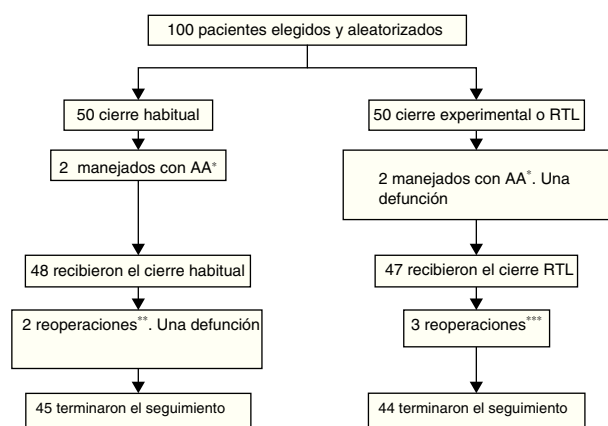 100 pacientes elegidos y aleatorizados
50 cierre habitual
50 cierre experimental o RTL
2 manejados con AA*
2 manejados con AA*. Una
defunción
48 recibieron el cierre habitual
47 recibieron el cierre RTL
2 reoperaciones**. Una defunción
3 reoperaciones***
45 terminaron el seguimiento
44 terminaron el seguimiento